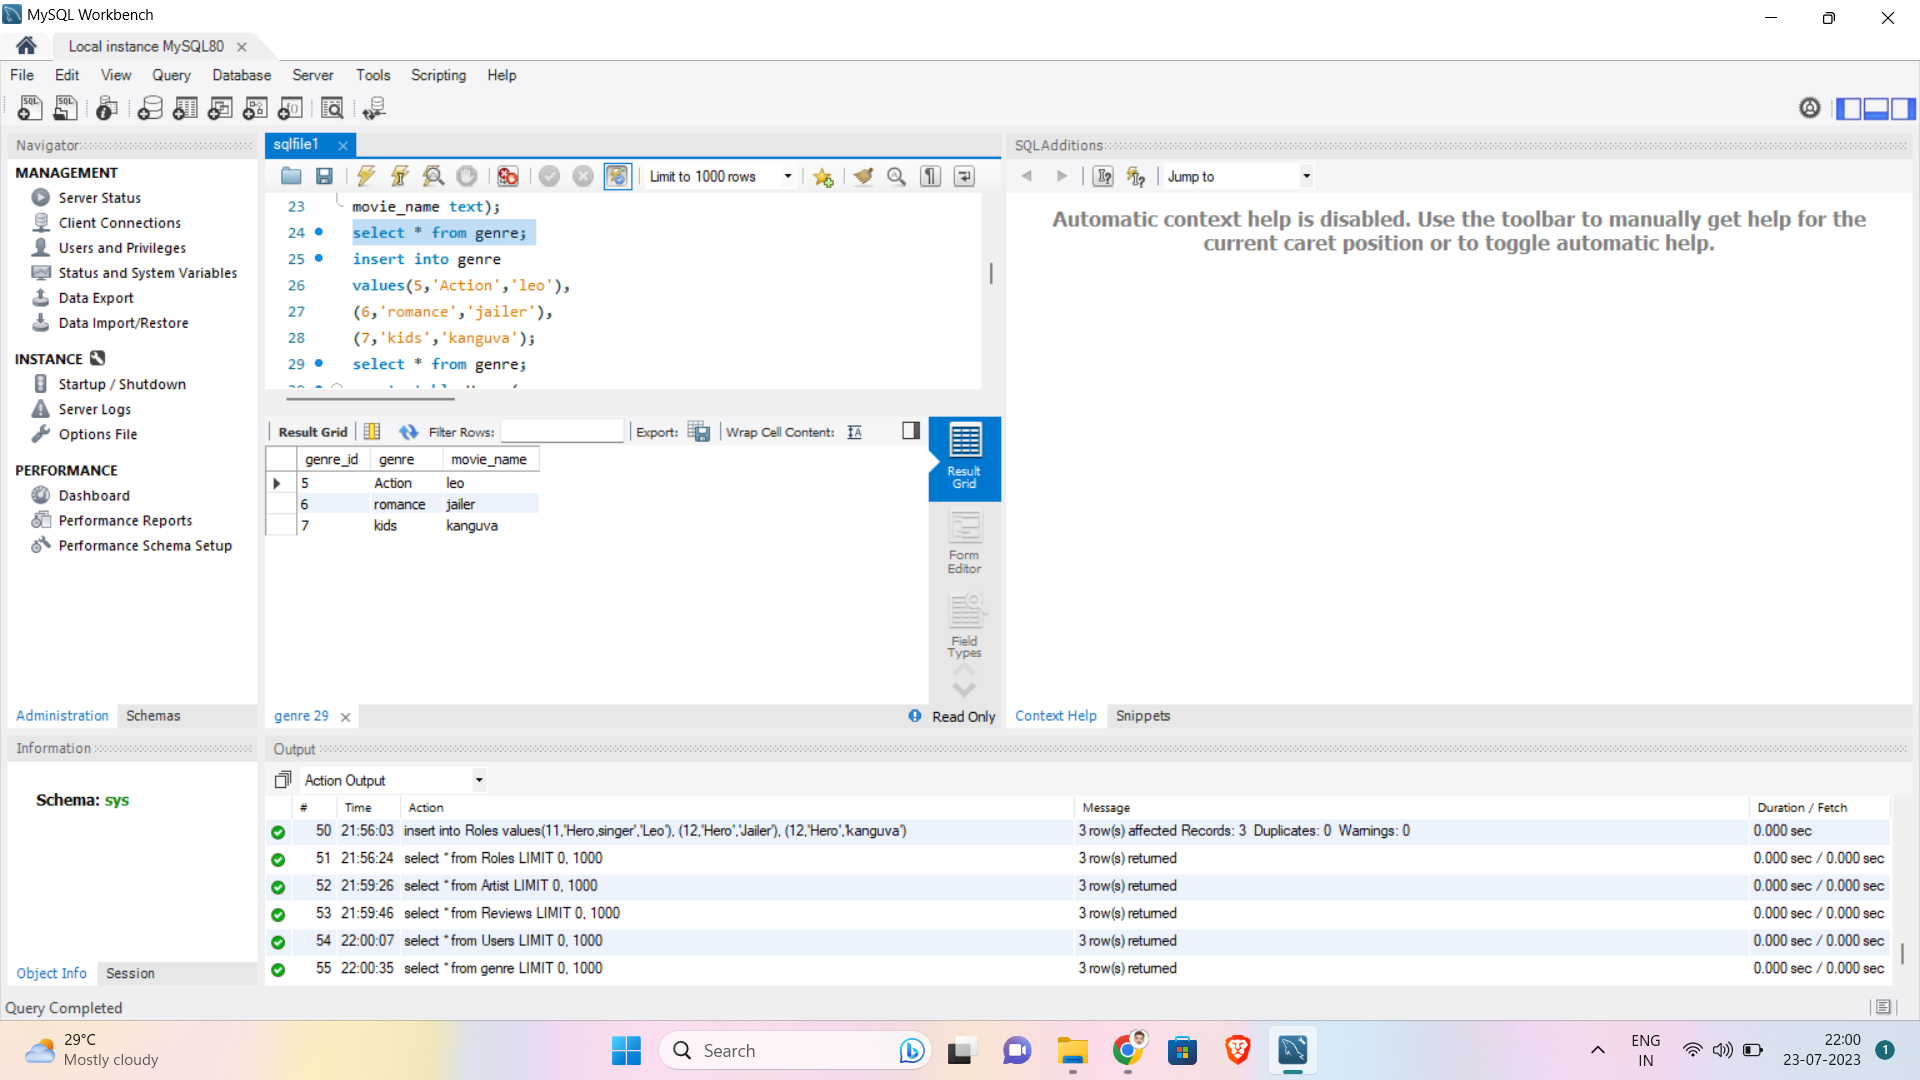 MySQL Workbench
Local instance MySQL80
File Edit View Query Database Server Tools Scripting Help
Navigator
MANAGEMENT
Server Status
Client Connections
Users and Privileges
Status and System Variables
Data Export
Data Import/Restore
INSTANCE
Startup / Shutdown
Server Logs
Options File
PERFORMANCE
Dashboard
Performance Reports
Performance Schema Setup
Administration Schemas
sqlfile1
Limit to 1000 rows
23 movie_name text);
24 select * from genre;
25 insert into genre
26 values(5,'Action','leo'),
27 (6,'romance','jailer'),
28 (7,'kids','kanguva');
29 select * from genre;
Result Grid Filter Rows: Export: Wrap Cell Content:
genre_id genre movie_name
5 Action leo
6 romance jailer
7 kids kanguva
Result
Grid
Form
Editor
Field
Types
genre 29
Read Only
SQLAdditions
Jump to
Automatic context help is disabled. Use the toolbar to manually get help for the
current caret position or to toggle automatic help.
Context Help Snippets
Information
Schema: sys
Object Info Session
Output
Action Output
# Time Action Message Duration / Fetch
50 21:56:03 insert into Roles values(11,'Hero,singer','Leo'), (12,'Hero','Jailer'), (12,'Hero','kanguva') 3 row(s) affected Records: 3 Duplicates: 0 Warnings: 0 0.000 sec
51 21:56:24 select * from Roles LIMIT 0, 1000 3 row(s) returned 0.000 sec / 0.000 sec
52 21:59:26 select * from Artist LIMIT 0, 1000 3 row(s) returned 0.000 sec / 0.000 sec
53 21:59:46 select * from Reviews LIMIT 0, 1000 3 row(s) returned 0.000 sec / 0.000 sec
54 22:00:07 select * from Users LIMIT 0, 1000 3 row(s) returned 0.000 sec / 0.000 sec
55 22:00:35 select * from genre LIMIT 0, 1000 3 row(s) returned 0.000 sec / 0.000 sec
Query Completed
29°C
Mostly cloudy
Search
ENG
IN
22:00
23-07-2023
1